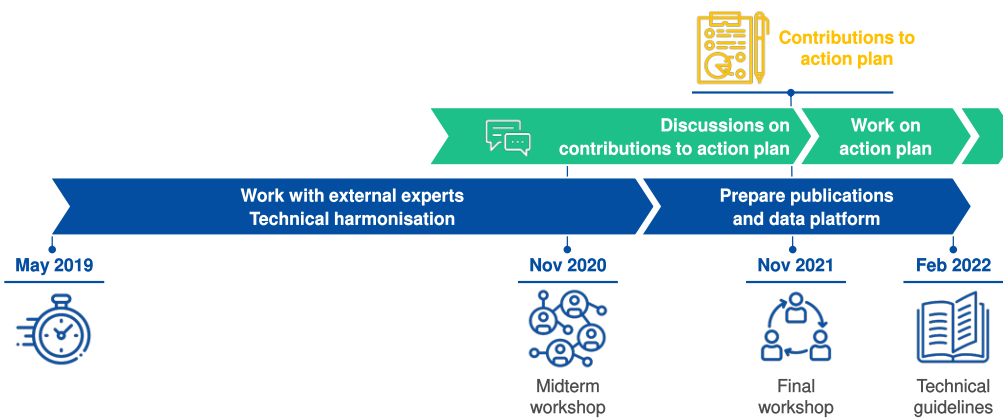 Contributions to
action plan
Discussions on
contributions to action plan
Work on
action plan
Work with external experts
Technical harmonisation
Prepare publications
and data platform
May 2019
Nov 2020
Nov 2021
Feb 2022
Midterm
workshop
Final
workshop
Technical
guidelines